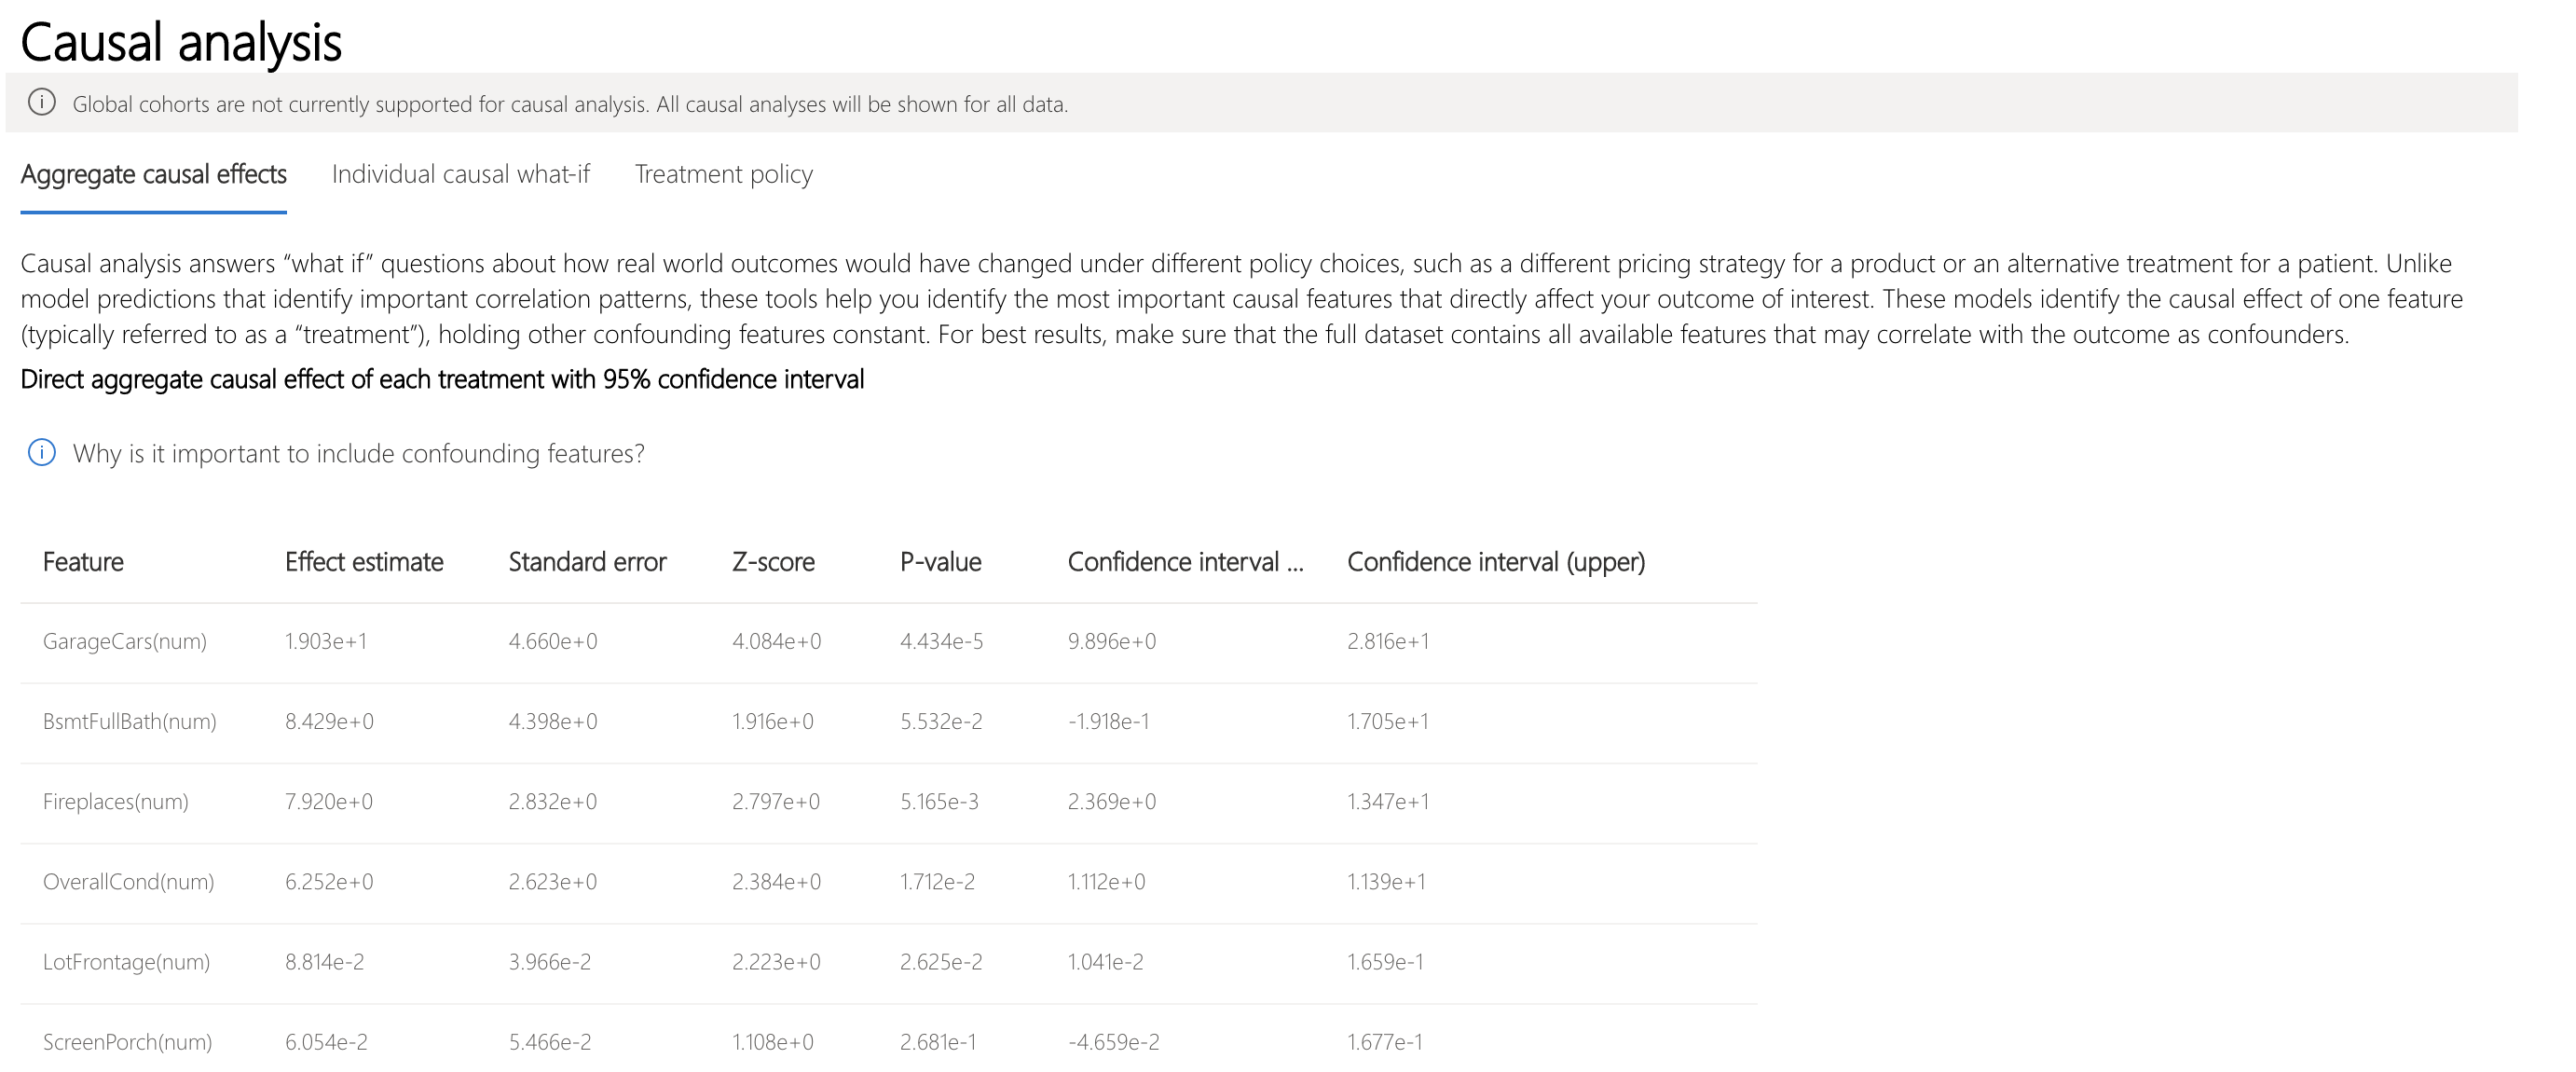 Causal analysis
Global cohorts are not currently supported for causal analysis. All causal analyses will be shown for all data.
Aggregate causal effects Individual causal what-if Treatment policy
Causal analysis answers “what if” questions about how real world outcomes would have changed under different policy choices, such as a different pricing strategy for a product or an alternative treatment for a patient. Unlike
model predictions that identify important correlation patterns, these tools help you identify the most important causal features that directly affect your outcome of interest. These models identify the causal effect of one feature
(typically referred to as a “treatment”), holding other confounding features constant. For best results, make sure that the full dataset contains all available features that may correlate with the outcome as confounders.
Direct aggregate causal effect of each treatment with 95% confidence interval
Why is it important to include confounding features?
Feature Effect estimate Standard error Z-score P-value Confidence interval ... Confidence interval (upper)
GarageCars(num) 1.903e+1 4.660e+0 4.084e+0 4.434e-5 9.896e+0 2.816e+1
BsmtFullBath(num) 8.429e+0 4.398e+0 1.916e+0 5.532e-2 -1.918e-1 1.705e+1
Fireplaces(num) 7.920e+0 2.832e+0 2.797e+0 5.165e-3 2.369e+0 1.347e+1
OverallCond(num) 6.252e+0 2.623e+0 2.384e+0 1.712e-2 1.112e+0 1.139e+1
LotFrontage(num) 8.814e-2 3.966e-2 2.223e+0 2.625e-2 1.041e-2 1.659e-1
ScreenPorch(num) 6.054e-2 5.466e-2 1.108e+0 2.681e-1 -4.659e-2 1.677e-1